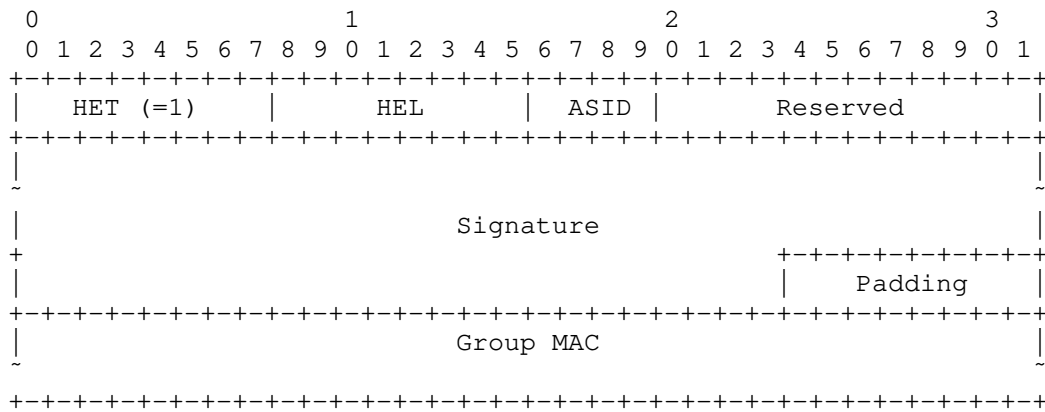 0                   1                   2                   3
 0 1 2 3 4 5 6 7 8 9 0 1 2 3 4 5 6 7 8 9 0 1 2 3 4 5 6 7 8 9 0 1
+-+-+-+-+-+-+-+-+-+-+-+-+-+-+-+-+-+-+-+-+-+-+-+-+-+-+-+-+-+-+-+-+
|   HET (=1)    |      HEL      |  ASID |       Reserved        |
+-+-+-+-+-+-+-+-+-+-+-+-+-+-+-+-+-+-+-+-+-+-+-+-+-+-+-+-+-+-+-+-+
|                                                               |
~                                                               ~
|                           Signature                           |
+                                               +-+-+-+-+-+-+-+-+
|                                               |    Padding    |
+-+-+-+-+-+-+-+-+-+-+-+-+-+-+-+-+-+-+-+-+-+-+-+-+-+-+-+-+-+-+-+-+
|                           Group MAC                           |
~                                                               ~
+-+-+-+-+-+-+-+-+-+-+-+-+-+-+-+-+-+-+-+-+-+-+-+-+-+-+-+-+-+-+-+-+